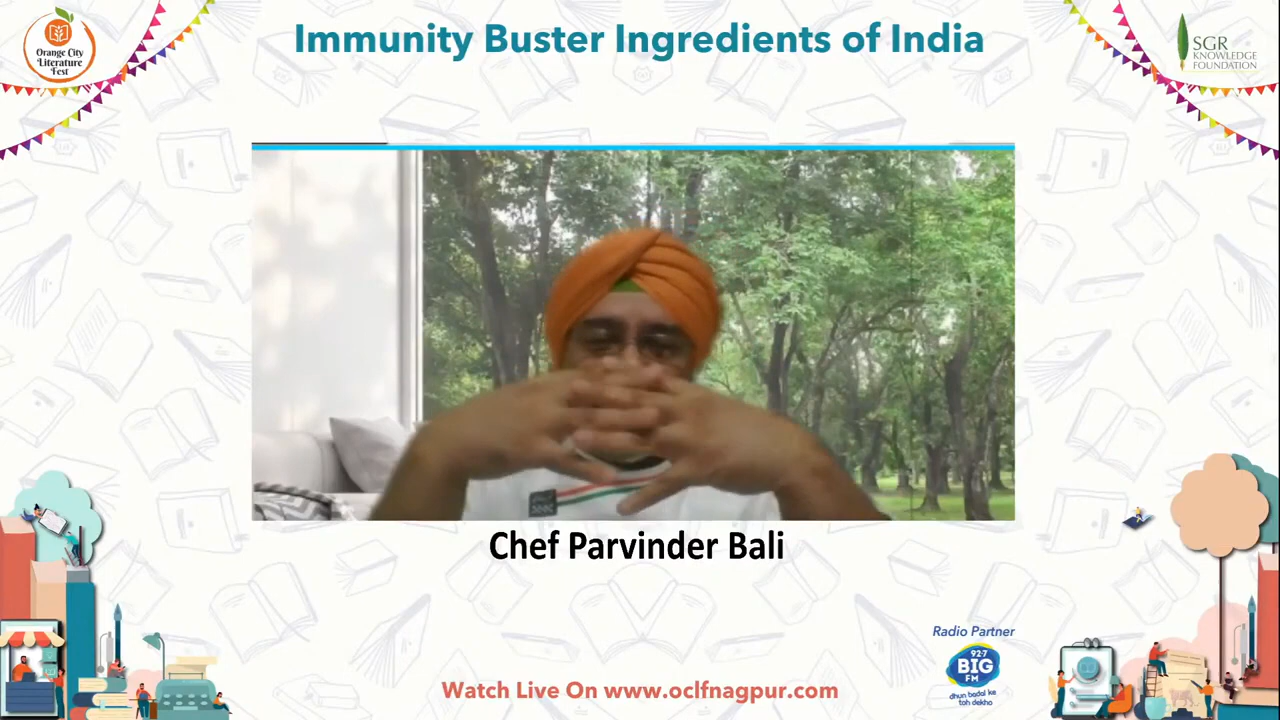 Immunity Buster Ingredients of India
Orange City
Literature
Fest
SGR
KNOWLEDGE
FOUNDATION
Chef Parvinder Bali
Radio Partner
92·7
BIG
FM
dhun badal ke
toh dekho
Watch Live On www.oclfnagpur.com